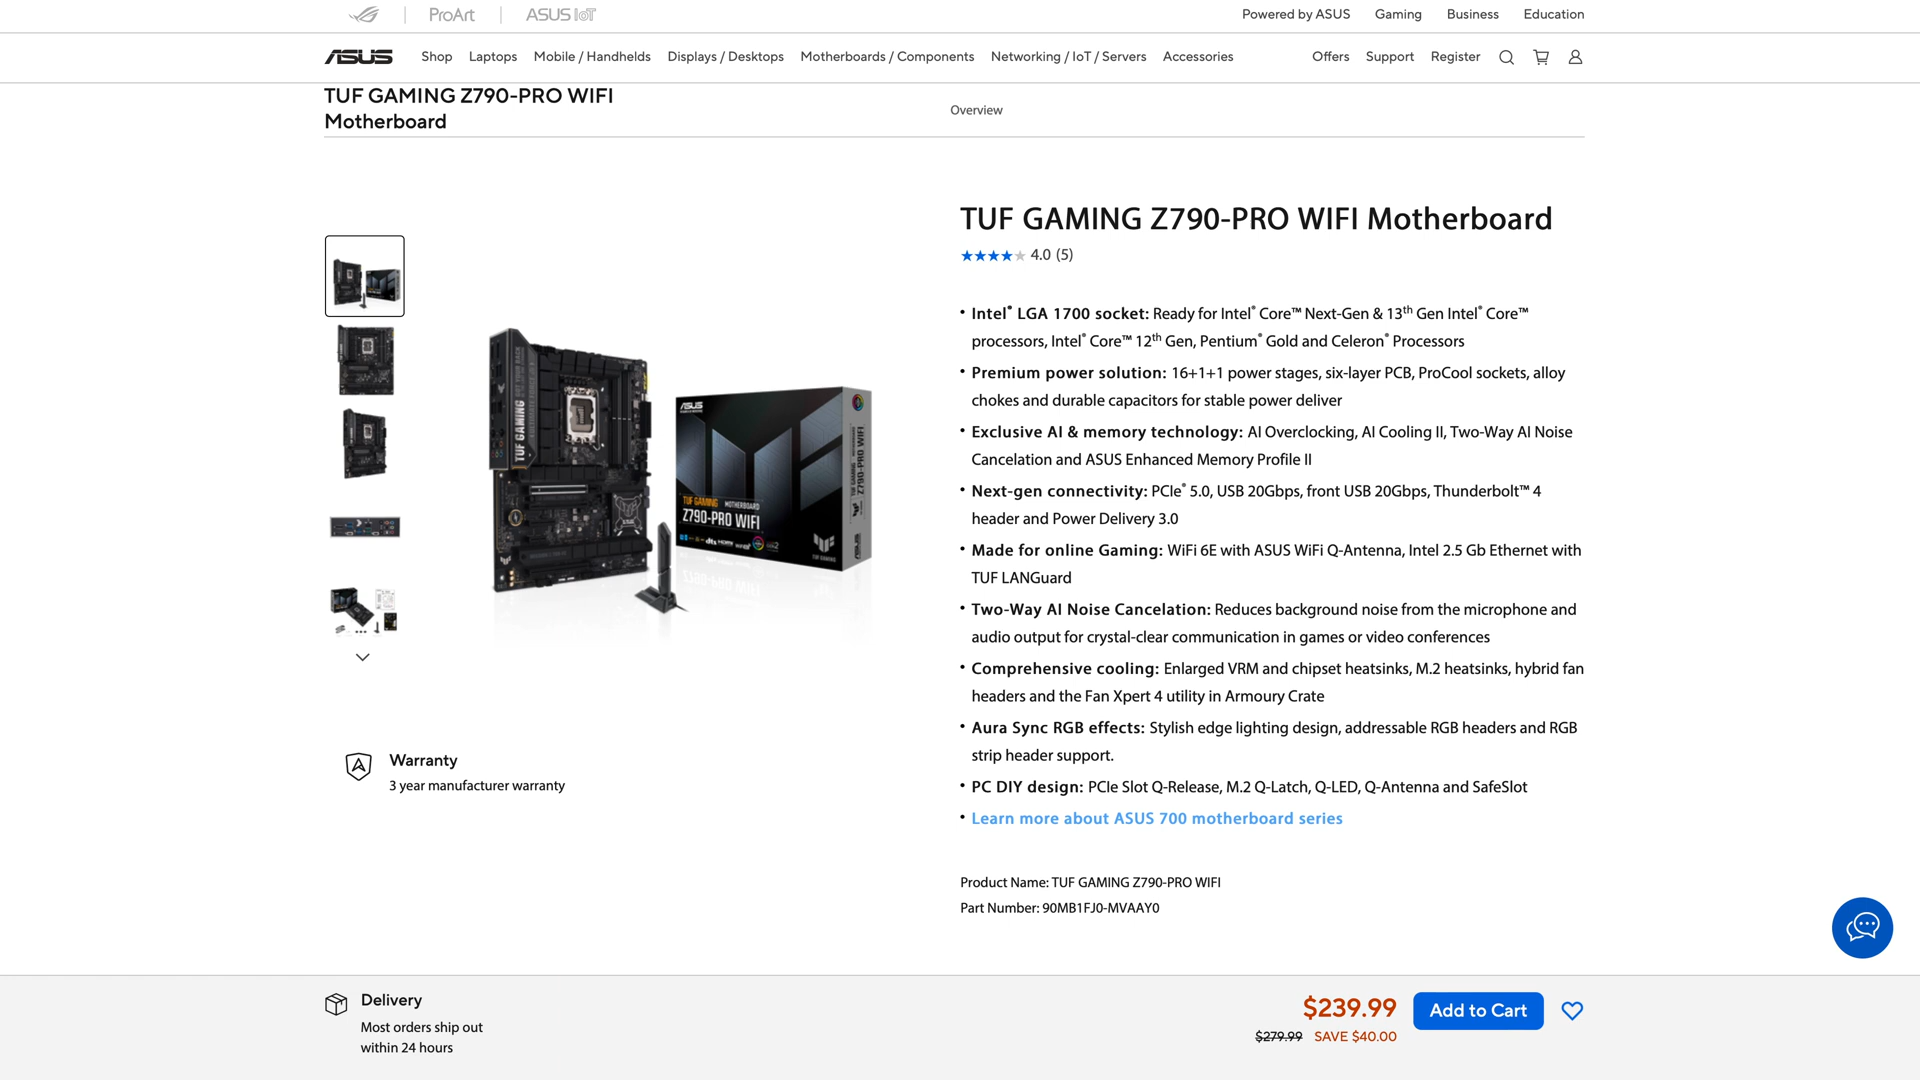 ProArt
ASUS IoT
Powered by ASUS
Gaming
Business
Education
ASUS
Shop
Laptops
Mobile / Handhelds
Displays / Desktops
Motherboards / Components
Networking / IoT / Servers
Accessories
Offers
Support
Register
TUF GAMING Z790-PRO WIFI
Motherboard
Overview
TUF GAMING Z790-PRO WIFI Motherboard
4.0 (5)
• Intel® LGA 1700 socket: Ready for Intel® Core™ Next-Gen & 13th Gen Intel® Core™
processors, Intel® Core™ 12th Gen, Pentium® Gold and Celeron® Processors
• Premium power solution: 16+1+1 power stages, six-layer PCB, ProCool sockets, alloy
chokes and durable capacitors for stable power deliver
• Exclusive AI & memory technology: AI Overclocking, AI Cooling II, Two-Way AI Noise
Cancelation and ASUS Enhanced Memory Profile II
• Next-gen connectivity: PCIe® 5.0, USB 20Gbps, front USB 20Gbps, Thunderbolt™ 4
header and Power Delivery 3.0
• Made for online Gaming: WiFi 6E with ASUS WiFi Q-Antenna, Intel 2.5 Gb Ethernet with
TUF LANGuard
• Two-Way AI Noise Cancelation: Reduces background noise from the microphone and
audio output for crystal-clear communication in games or video conferences
• Comprehensive cooling: Enlarged VRM and chipset heatsinks, M.2 heatsinks, hybrid fan
headers and the Fan Xpert 4 utility in Armoury Crate
• Aura Sync RGB effects: Stylish edge lighting design, addressable RGB headers and RGB
strip header support.
• PC DIY design: PCIe Slot Q-Release, M.2 Q-Latch, Q-LED, Q-Antenna and SafeSlot
• Learn more about ASUS 700 motherboard series
Product Name: TUF GAMING Z790-PRO WIFI
Part Number: 90MB1FJ0-MVAAY0
TUF GAMING
ASUS
TUF GAMING MOTHERBOARD
Z790-PRO WIFI
dts HDMI
TUF GAMING
Z790-PRO WIFI
ASUS
Warranty
3 year manufacturer warranty
Delivery
Most orders ship out
within 24 hours
$239.99
$279.99 SAVE $40.00
Add to Cart